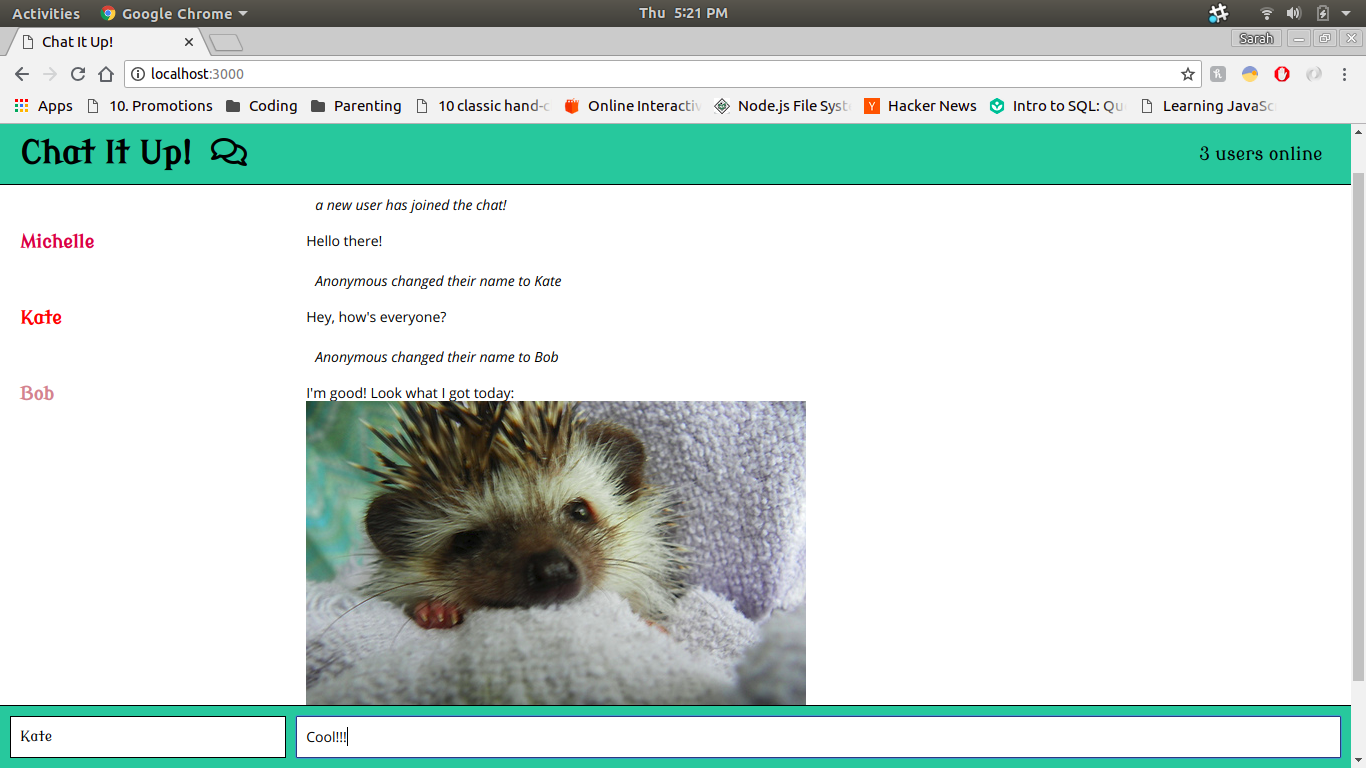 Activities Google Chrome Thu 5:21 PM
Chat It Up! Sarah
localhost:3000
Apps 10. Promotions Coding Parenting 10 classic hand-c Online Interactiv Node.js File Syst Hacker News Intro to SQL: Qu Learning JavaSc
Chat It Up! 3 users online
a new user has joined the chat!
Michelle Hello there!
Anonymous changed their name to Kate
Kate Hey, how's everyone?
Anonymous changed their name to Bob
Bob I'm good! Look what I got today:
Kate Cool!!!